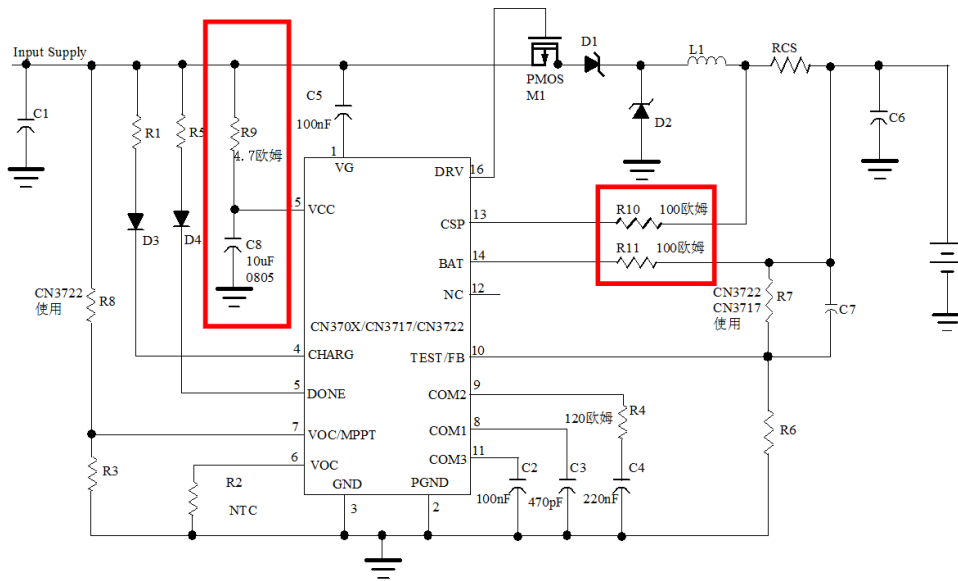 Input Supply
C1
R1
R5
R9
4.7欧姆
C5
100nF
PMOS
M1
D1
D2
L1
RCS
C6
1
VG
DRV
16
15
VCC
CSP
13
R10
100欧姆
BAT
14
R11
100欧姆
NC
12
D3
D4
C8
10uF
0805
CN3722
使用
R8
CN370X/CN3717/CN3722
CN3722
CN3717
使用
R7
C7
4
CHARG
TEST/FB
10
5
DONE
COM2
9
R4
120欧姆
7
VOC/MPPT
COM1
8
R6
6
VOC
COM3
11
R3
R2
NTC
GND
PGND
3
2
C2
100nF
C3
470pF
C4
220nF